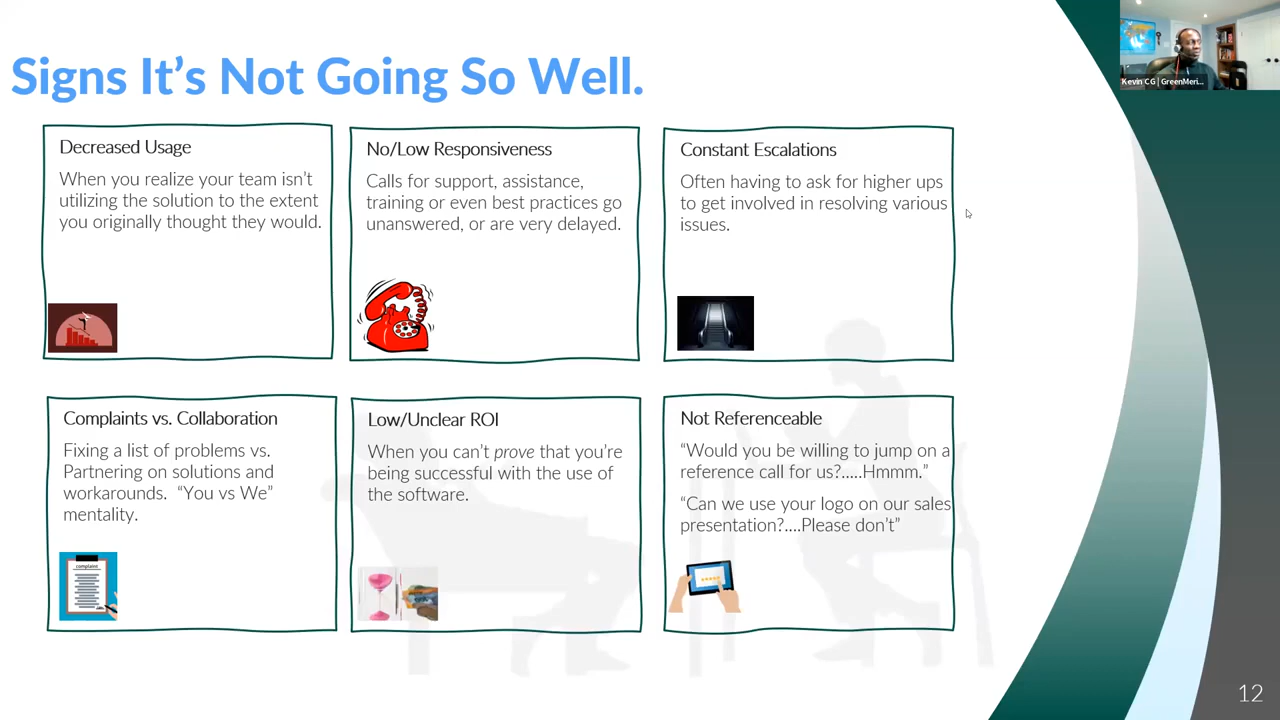 Signs It’s Not Going So Well.
Kevin CG | GreenMeri...
Decreased Usage
When you realize your team isn’t
utilizing the solution to the extent
you originally thought they would.
No/Low Responsiveness
Calls for support, assistance,
training or even best practices go
unanswered, or are very delayed.
Constant Escalations
Often having to ask for higher ups
to get involved in resolving various
issues.
Complaints vs. Collaboration
Fixing a list of problems vs.
Partnering on solutions and
workarounds.  “You vs We”
mentality.
complaint
Low/Unclear ROI
When you can’t prove that you’re
being successful with the use of
the software.
Not Referenceable
“Would you be willing to jump on a
reference call for us?.....Hmmm.”
“Can we use your logo on our sales
presentation?....Please don’t”
12